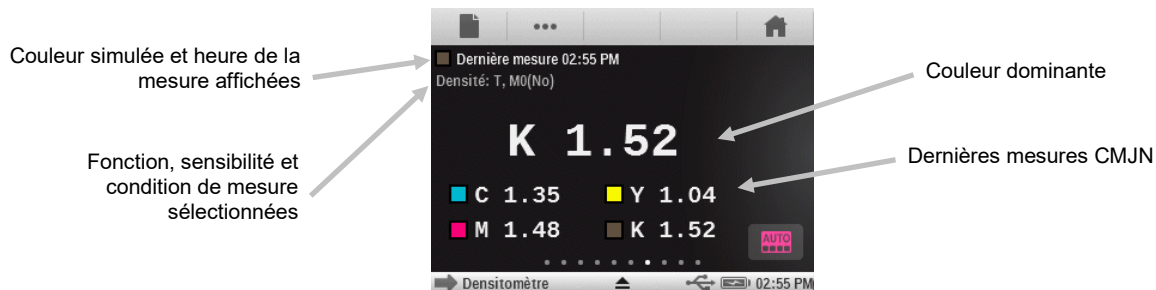 Couleur simulée et heure de la
mesure affichées
Fonction, sensibilité et
condition de mesure
sélectionnées
Dernière mesure 02:55 PM
Densité: T, M0(No)
K 1.52
C 1.35
Y 1.04
M 1.48
K 1.52
AUTO
Densitomètre
02:55 PM
Couleur dominante
Dernières mesures CMJN